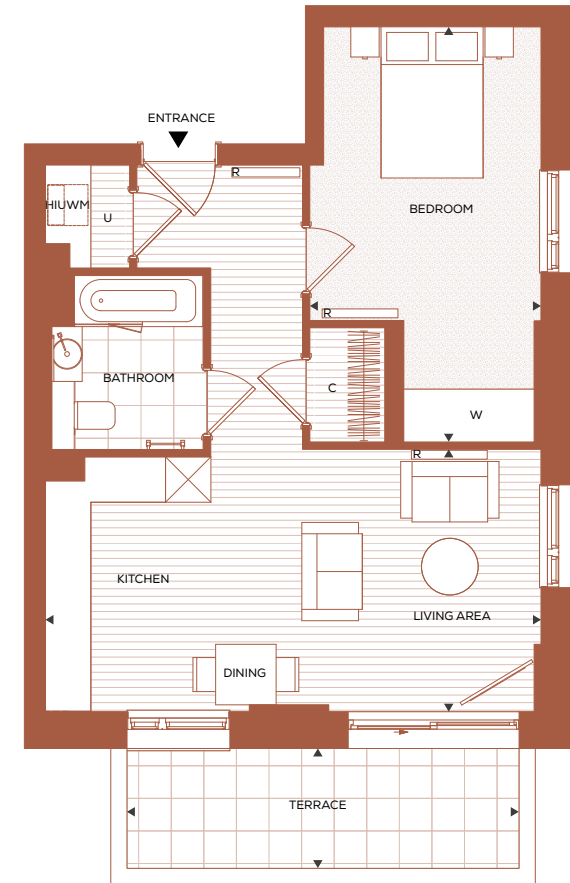 ENTRANCE
R
HIUWM
U
BEDROOM
R
BATHROOM
C
W
R
KITCHEN
LIVING AREA
DINING
TERRACE